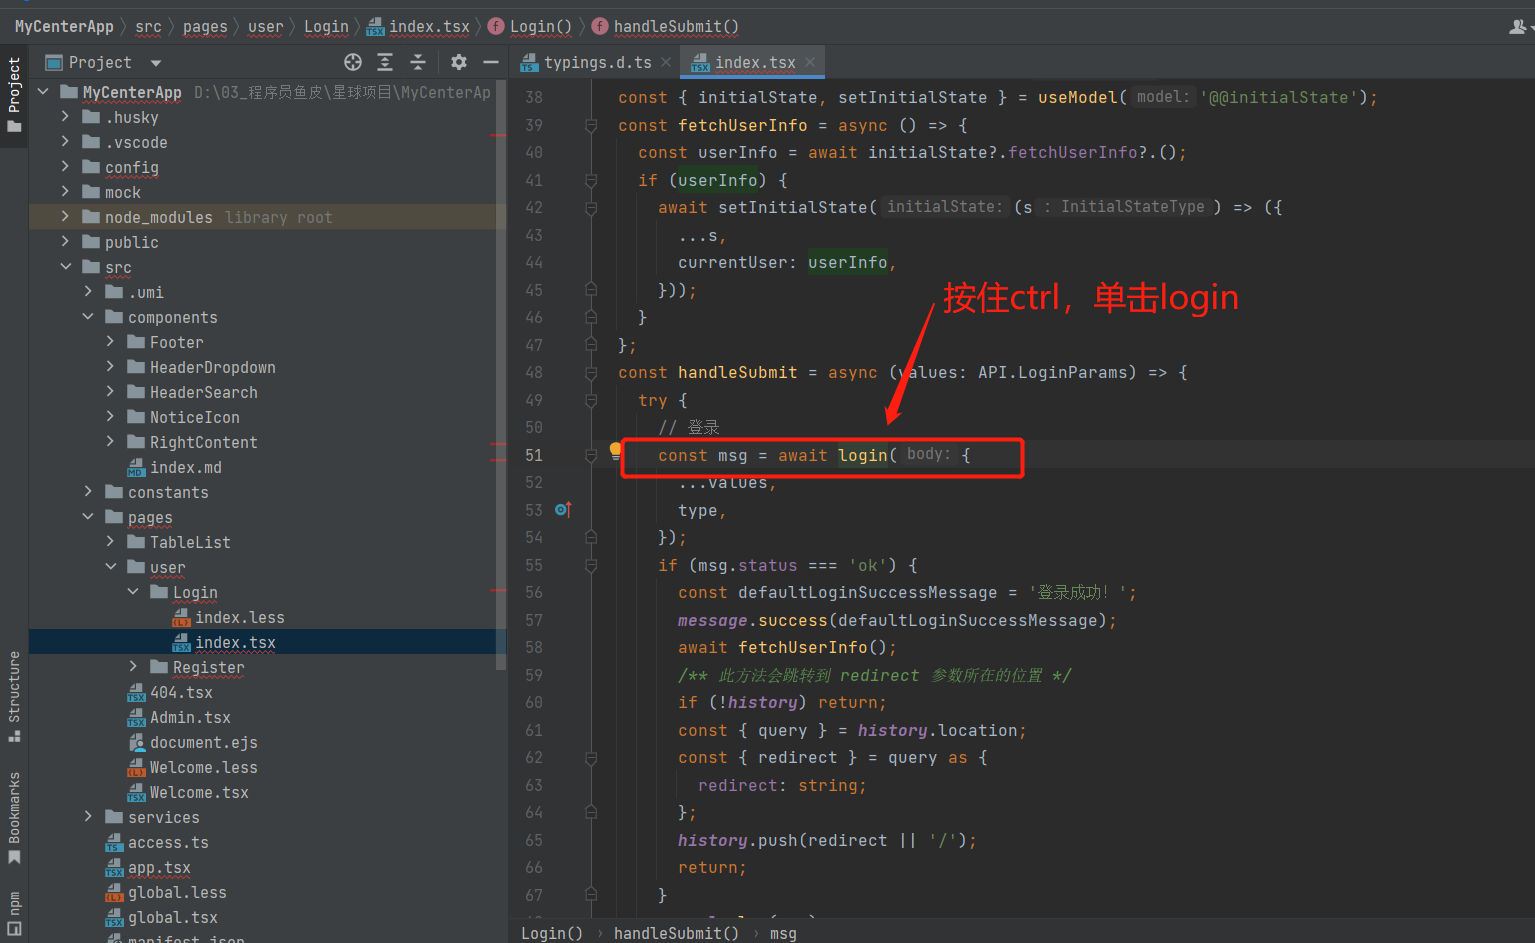 MyCenterApp src pages user Login index.tsx Login() handleSubmit()
Project
Structure
Bookmarks
npm
Project
MyCenterApp D:\03_程序员鱼皮\星球项目\MyCenterAp
.husky
.vscode
config
mock
node_modules library root
public
src
.umi
components
Footer
HeaderDropdown
HeaderSearch
NoticeIcon
RightContent
index.md
constants
pages
TableList
user
Login
index.less
index.tsx
Register
404.tsx
Admin.tsx
document.ejs
Welcome.less
Welcome.tsx
services
access.ts
app.tsx
global.less
global.tsx
manifest.json
typings.d.ts index.tsx
38 const { initialState, setInitialState } = useModel( model: '@@initialState');
39 const fetchUserInfo = async () => {
40 const userInfo = await initialState?.fetchUserInfo?.();
41 if (userInfo) {
42 await setInitialState( initialState: (s : InitialStateType ) => ({
43 ...s,
44 currentUser: userInfo,
45 }));
46 }
47 };
按住ctrl，单击login
48 const handleSubmit = async (values: API.LoginParams) => {
49 try {
50 // 登录
51 const msg = await login( body: {
52 ...values,
53 type,
54 });
55 if (msg.status === 'ok') {
56 const defaultLoginSuccessMessage = '登录成功！';
57 message.success(defaultLoginSuccessMessage);
58 await fetchUserInfo();
59 /** 此方法会跳转到 redirect 参数所在的位置 */
60 if (!history) return;
61 const { query } = history.location;
62 const { redirect } = query as {
63 redirect: string;
64 };
65 history.push(redirect || '/');
66 return;
67 }
Login() › handleSubmit() › msg